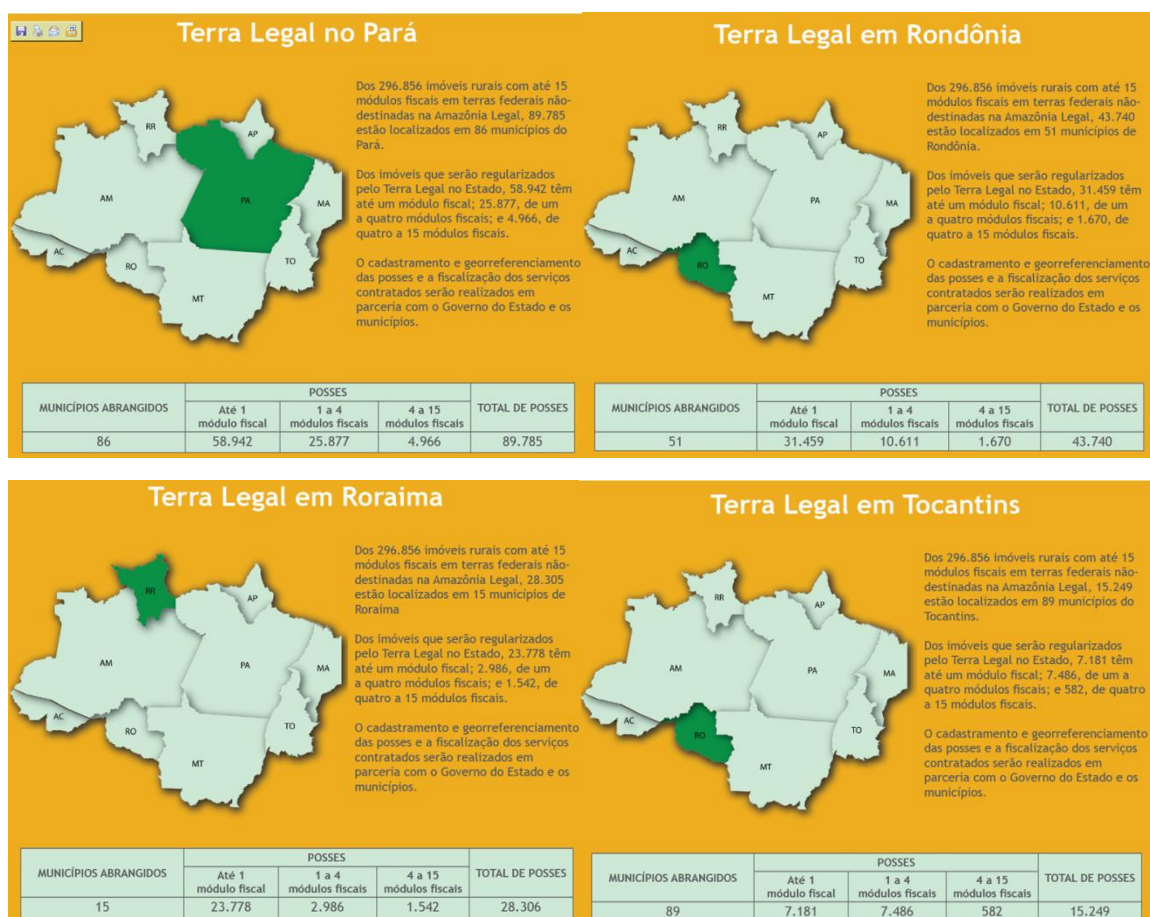 Terra Legal no Pará
Dos 296.856 imóveis rurais com até 15
módulos fiscais em terras federais não-
destinadas na Amazônia Legal, 89.785
estão localizados em 86 municípios do
Pará.
Dos imóveis que serão regularizados
pelo Terra Legal no Estado, 58.942 têm
até um módulo fiscal; 25.877, de um
a quatro módulos fiscais; e 4.966, de
quatro a 15 módulos fiscais.
O cadastramento e georreferenciamento
das posses e a fiscalização dos serviços
contratados serão realizados em
parceria com o Governo do Estado e os
municípios.
RR
AP
AM
PA
MA
AC
RO
TO
MT
MUNICÍPIOS ABRANGIDOS
POSSES
TOTAL DE POSSES
Até 1
módulo fiscal
1 a 4
módulos fiscais
4 a 15
módulos fiscais
86 58.942 25.877 4.966 89.785
Terra Legal em Rondônia
Dos 296.856 imóveis rurais com até 15
módulos fiscais em terras federais não-
destinadas na Amazônia Legal, 43.740
estão localizados em 51 municípios de
Rondônia.
Dos imóveis que serão regularizados
pelo Terra Legal no Estado, 31.459 têm
até um módulo fiscal; 10.611, de um
a quatro módulos fiscais; e 1.670, de
quatro a 15 módulos fiscais.
O cadastramento e georreferenciamento
das posses e a fiscalização dos serviços
contratados serão realizados em
parceria com o Governo do Estado e os
municípios.
RR
AP
AM
PA
MA
AC
RO
TO
MT
MUNICÍPIOS ABRANGIDOS
POSSES
TOTAL DE POSSES
Até 1
módulo fiscal
1 a 4
módulos fiscais
4 a 15
módulos fiscais
51 31.459 10.611 1.670 43.740
Terra Legal em Roraima
Dos 296.856 imóveis rurais com até 15
módulos fiscais em terras federais não-
destinadas na Amazônia Legal, 28.305
estão localizados em 15 municípios de
Roraima
Dos imóveis que serão regularizados
pelo Terra Legal no Estado, 23.778 têm
até um módulo fiscal; 2.986, de um
a quatro módulos fiscais; e 1.542, de
quatro a 15 módulos fiscais.
O cadastramento e georreferenciamento
das posses e a fiscalização dos serviços
contratados serão realizados em
parceria com o Governo do Estado e os
municípios.
RR
AP
AM
PA
MA
AC
RO
TO
MT
MUNICÍPIOS ABRANGIDOS
POSSES
TOTAL DE POSSES
Até 1
módulo fiscal
1 a 4
módulos fiscais
4 a 15
módulos fiscais
15 23.778 2.986 1.542 28.306
Terra Legal em Tocantins
Dos 296.856 imóveis rurais com até 15
módulos fiscais em terras federais não-
destinadas na Amazônia Legal, 15.249
estão localizados em 89 municípios do
Tocantins.
Dos imóveis que serão regularizados
pelo Terra Legal no Estado, 7.181 têm
até um módulo fiscal; 7.486, de um a
quatro módulos fiscais; e 582, de quatro
a 15 módulos fiscais.
O cadastramento e georreferenciamento
das posses e a fiscalização dos serviços
contratados serão realizados em
parceria com o Governo do Estado e os
municípios.
RR
AP
AM
PA
MA
AC
RO
TO
MT
MUNICÍPIOS ABRANGIDOS
POSSES
TOTAL DE POSSES
Até 1
módulo fiscal
1 a 4
módulos fiscais
4 a 15
módulos fiscais
89 7.181 7.486 582 15.249